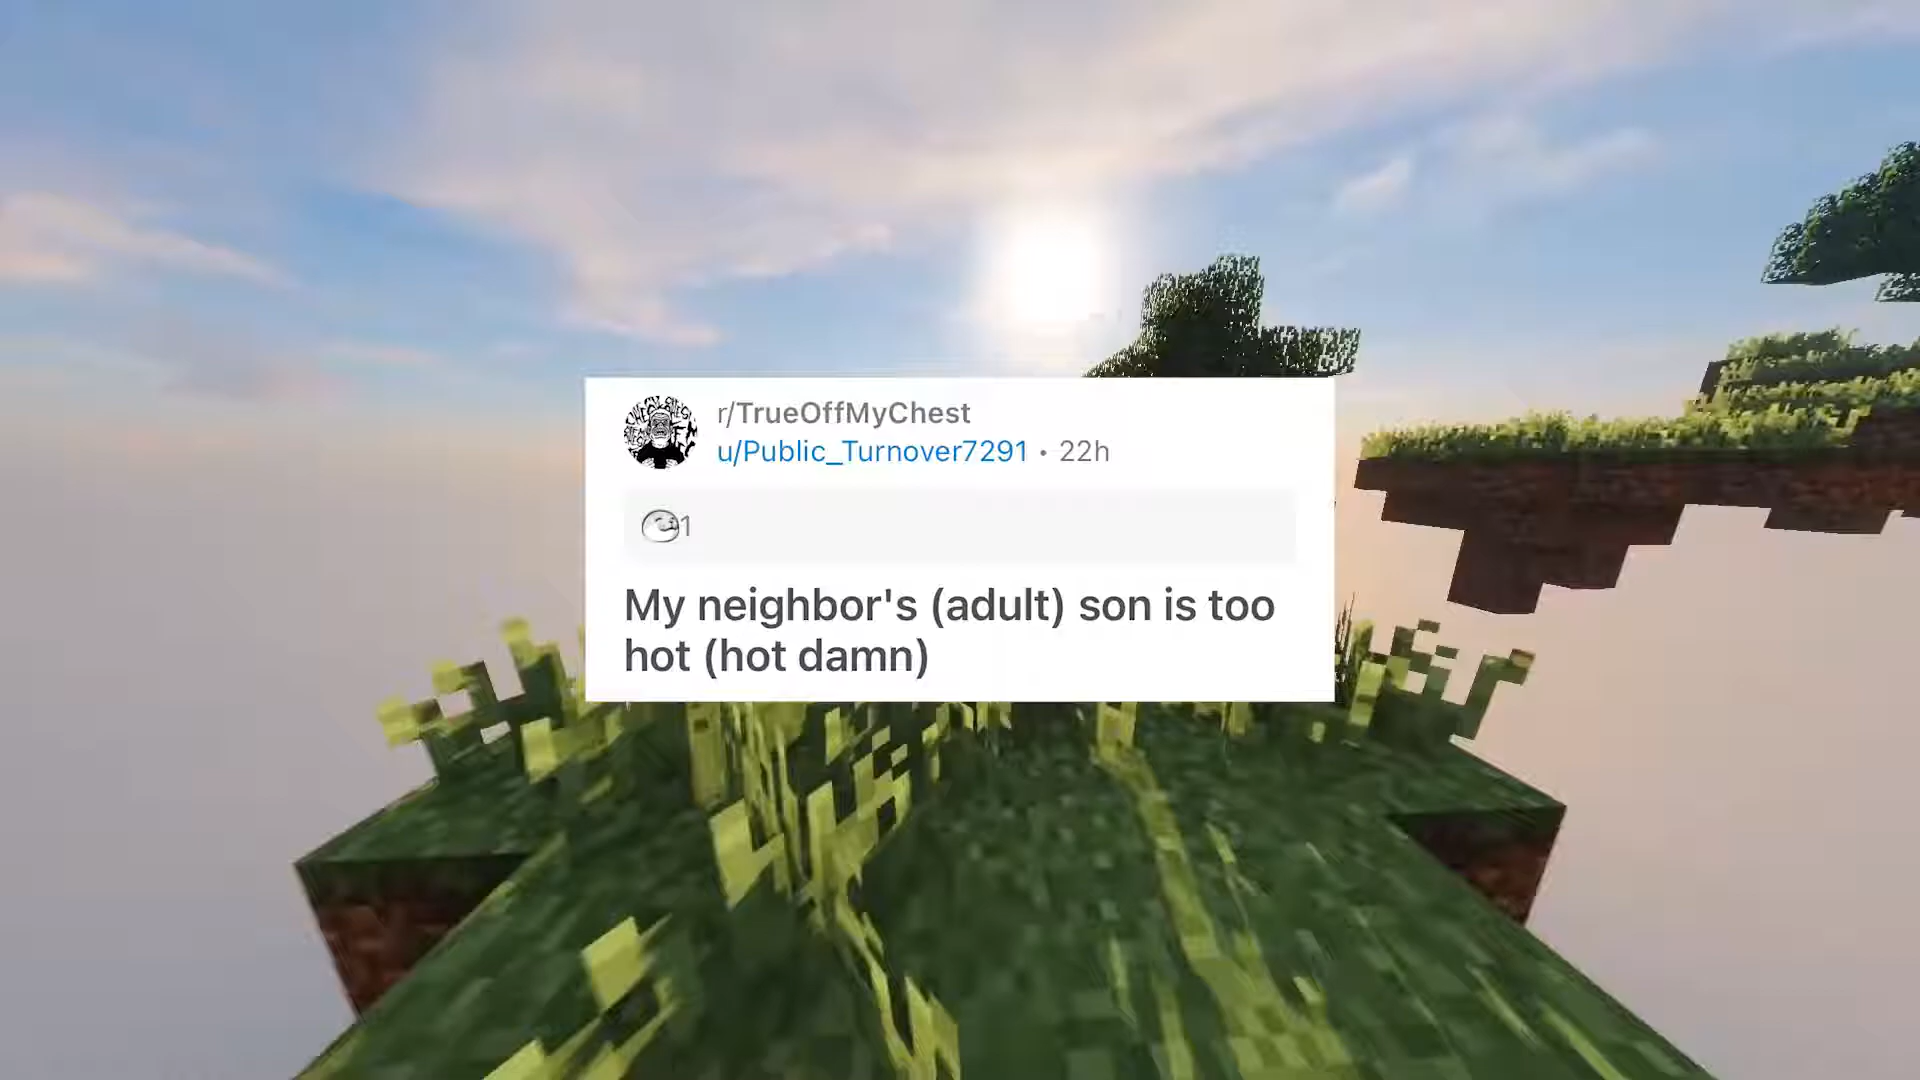 r/TrueOffMyChest
u/Public_Turnover7291 • 22h
1
My neighbor's (adult) son is too
hot (hot damn)